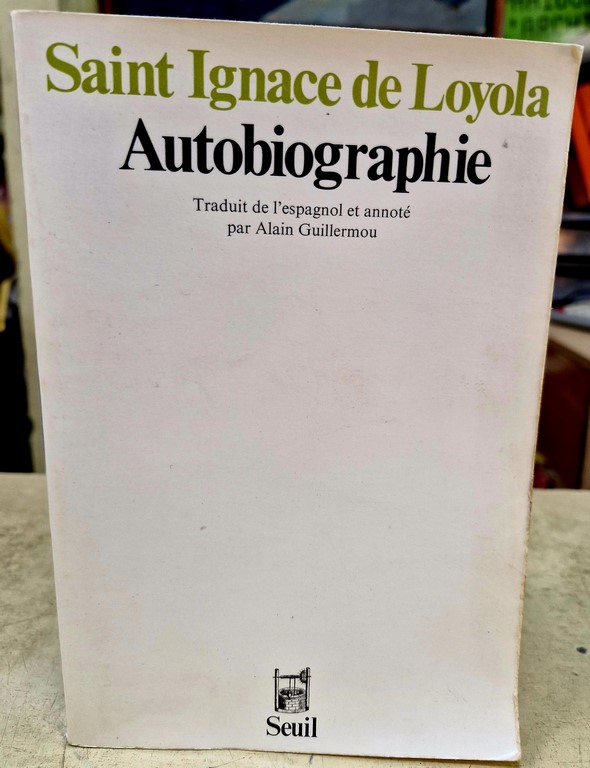 Saint Ignace de Loyola
Autobiographie
Traduit de l'espagnol et annoté
par Alain Guillermou
Seuil